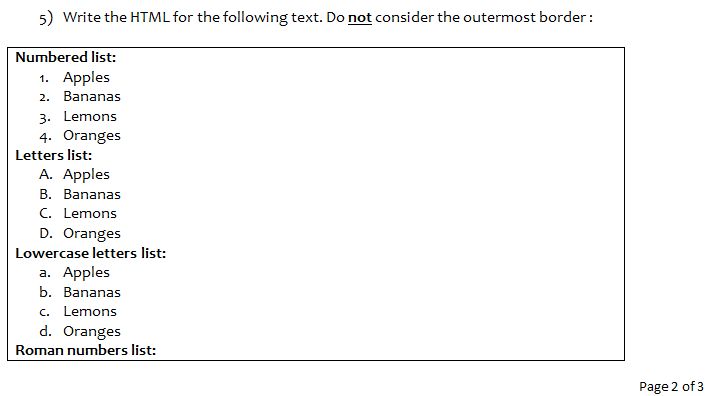 5) Write the HTML for the following text. Do not consider the outermost border:
Numbered list:
1. Apples
2. Bananas
3. Lemons
4. Oranges
Letters list:
A. Apples
B. Bananas
C. Lemons
D. Oranges
Lowercase letters list:
a. Apples
b. Bananas
c. Lemons
d. Oranges
Roman numbers list:
Page 2 of 3